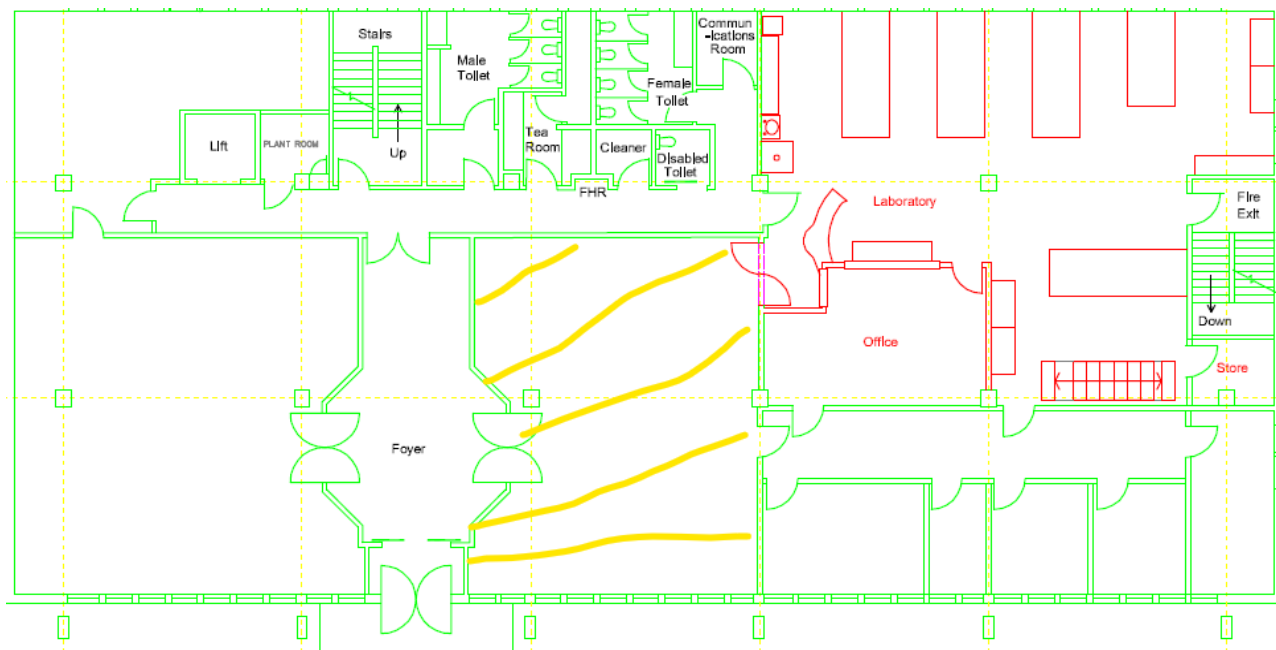 Stairs
Commun
-ications
Room
Male
Toilet
Female
Toilet
Lift
PLANT ROOM
Up
Tea
Room
Cleaner
Disabled
Toilet
FHR
Laboratory
Fire
Exit
Down
Office
Store
Foyer